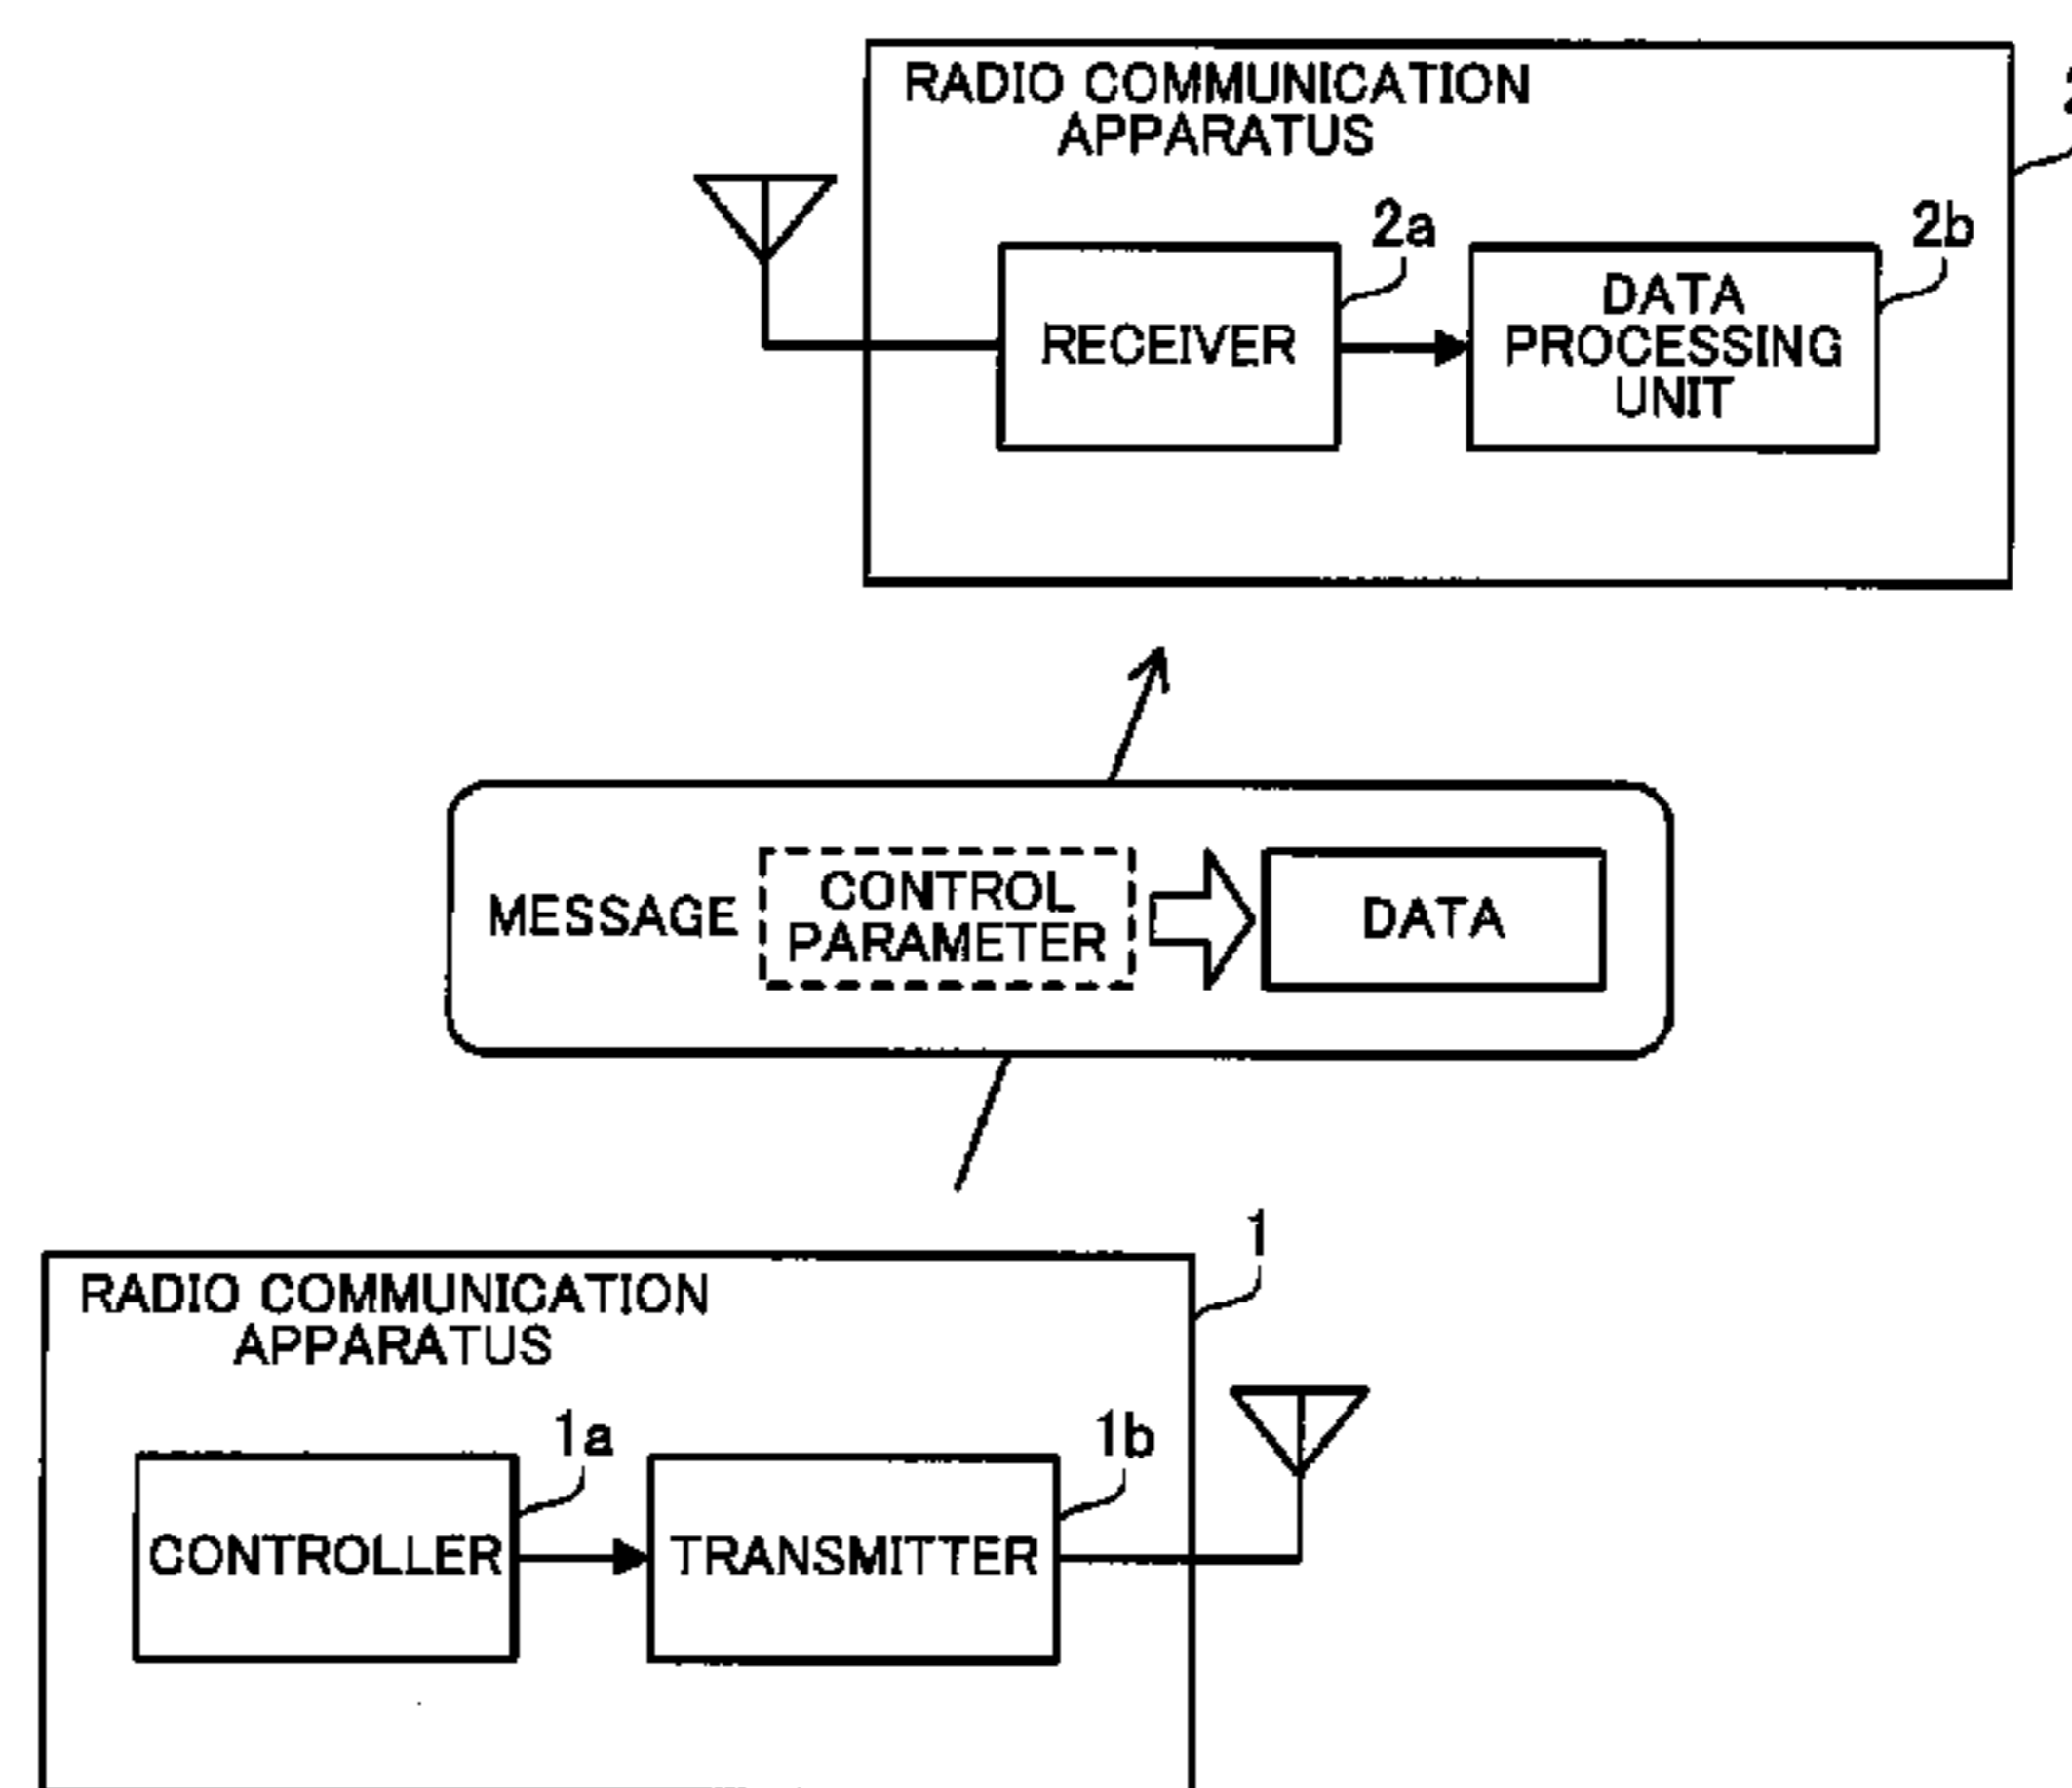 RADIO COMMUNICATION
APPARATUS
2
2a
2b
RECEIVER
DATA
PROCESSING
UNIT
MESSAGE
CONTROL
PARAMETER
DATA
1
RADIO COMMUNICATION
APPARATUS
1a
1b
CONTROLLER
TRANSMITTER